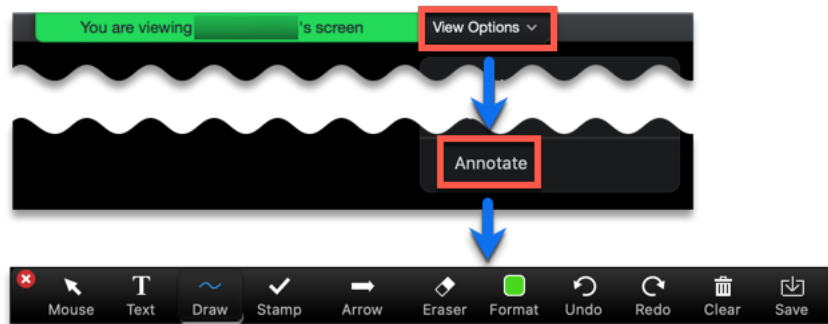 You are viewing 's screen View Options
Annotate
Mouse Text Draw Stamp Arrow Eraser Format Undo Redo Clear Save